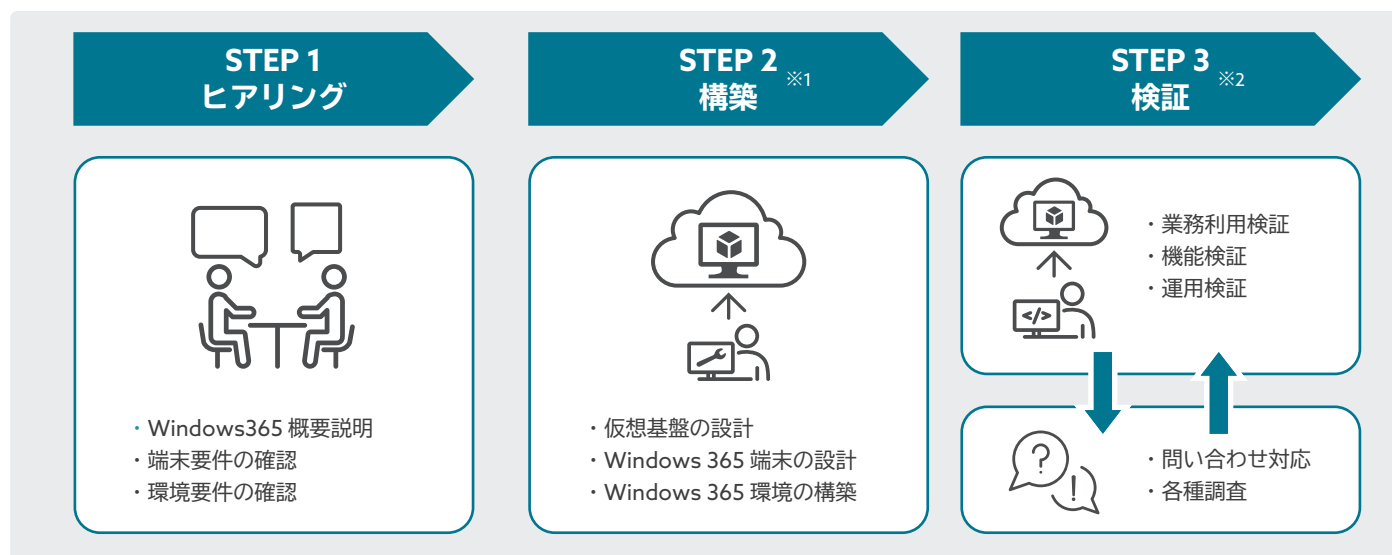 STEP 1
ヒアリング
・Windows365 概要説明
・端末要件の確認
・環境要件の確認
STEP 2
構築 ※1
・仮想基盤の設計
・Windows 365 端末の設計
・Windows 365 環境の構築
STEP 3
検証 ※2
・業務利用検証
・機能検証
・運用検証
</>
?
!
・問い合わせ対応
・各種調査